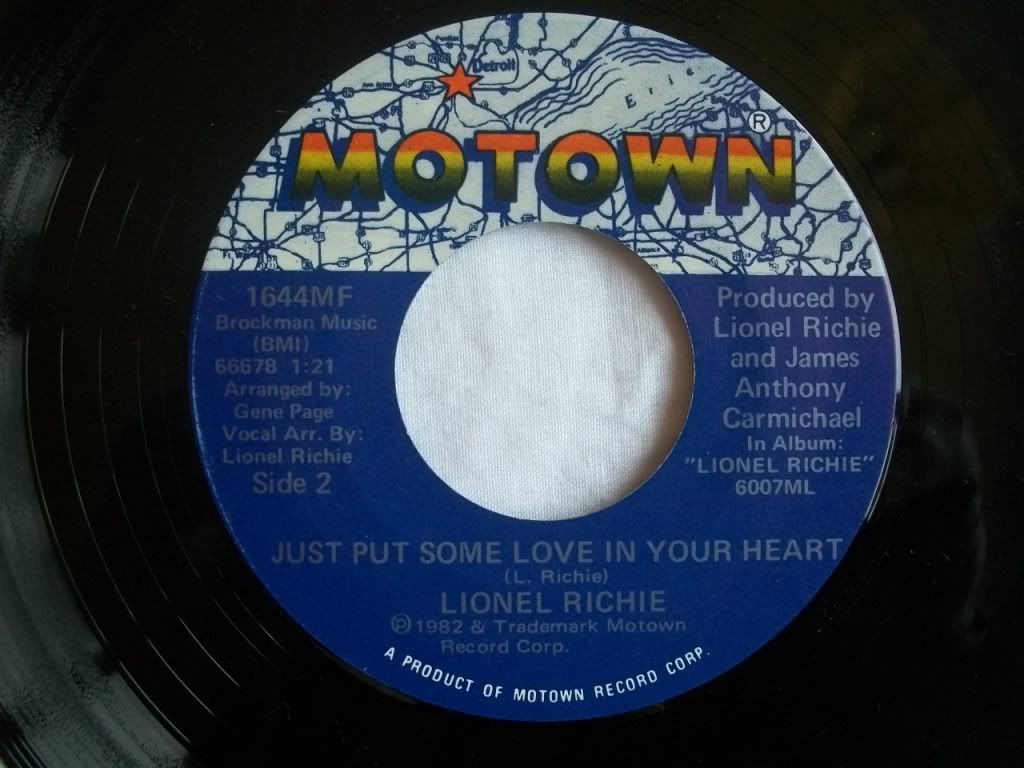 Detroit
Erie
MOTOWN®
1644MF
Brockman Music
(BMI)
66678 1:21
Arranged by:
Gene Page
Vocal Arr. By:
Lionel Richie
Side 2
Produced by
Lionel Richie
and James
Anthony
Carmichael
In Album:
"LIONEL RICHIE"
6007ML
JUST PUT SOME LOVE IN YOUR HEART
(L. Richie)
LIONEL RICHIE
℗1982 & Trademark Motown
Record Corp.
A PRODUCT OF MOTOWN RECORD CORP.